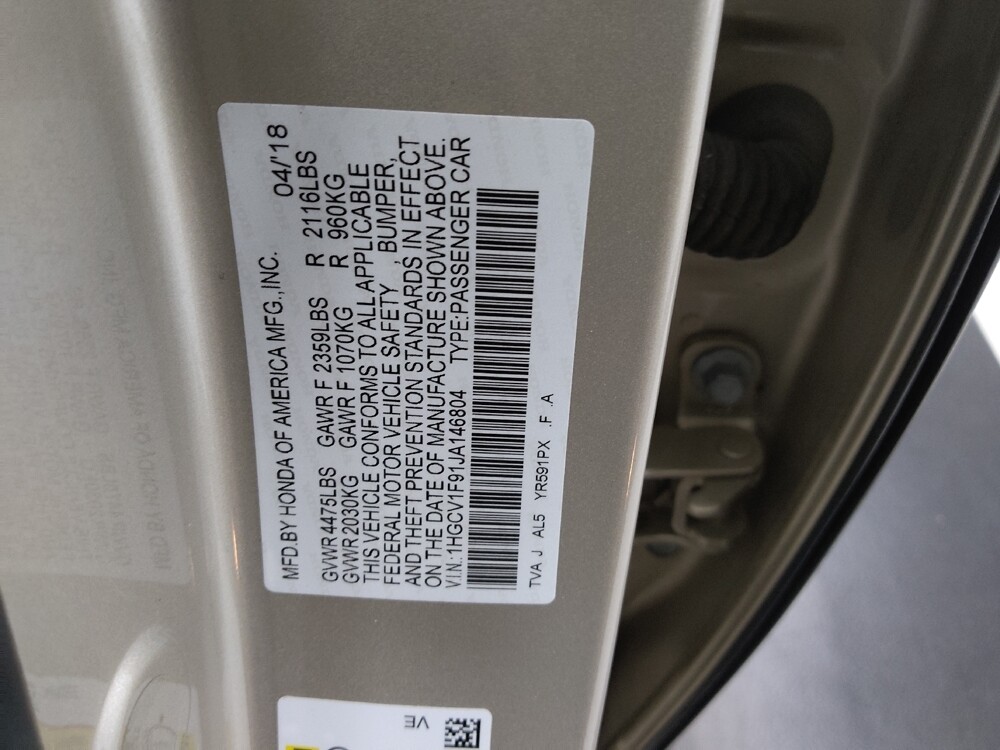 MFD.BY HONDA OF AMERICA MFG.,INC. 04/'18
GVWR 4475LBS GAWR F 2359LBS R 2116LBS
GVWR 2030KG GAWR F 1070KG R 960KG
THIS VEHICLE CONFORMS TO ALL APPLICABLE
FEDERAL MOTOR VEHICLE SAFETY , BUMPER,
AND THEFT PREVENTION STANDARDS, IN EFFECT
ON THE DATE OF MANUFACTURE SHOWN ABOVE.
V.I.N.:1HGCV1F91JA146804 TYPE:PASSENGER CAR
TVA J AL5 YR591PX .F .A
VM